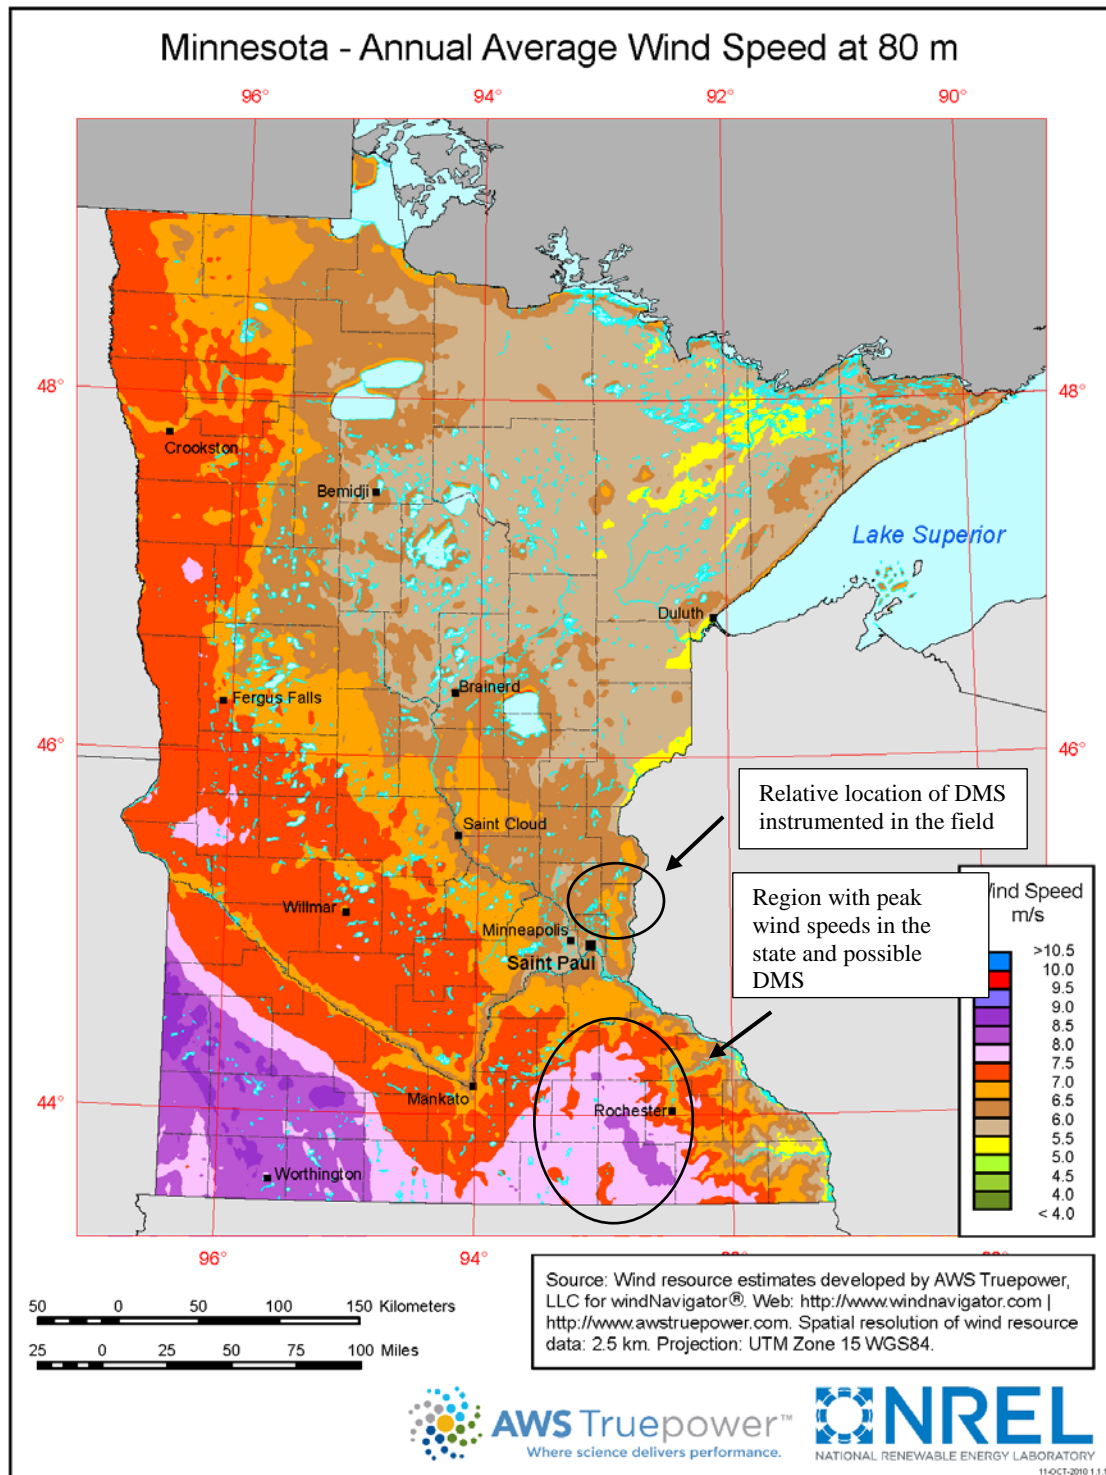 Minnesota - Annual Average Wind Speed at 80 m
96° 94° 92° 90°
48° 48°
Crookston
Bemidji
Lake Superior
Duluth
Fergus Falls
Brainerd
46° 46°
Relative location of DMS
instrumented in the field
Saint Cloud
Willmar
Minneapolis
Saint Paul
Region with peak
wind speeds in the
state and possible
DMS
Wind Speed
m/s
>10.5
10.0
9.5
9.0
8.5
8.0
7.5
7.0
6.5
6.0
5.5
5.0
4.5
4.0
< 4.0
44°
Mankato
Rochester
Worthington
96° 94°
50 0 50 100 150 Kilometers
25 0 25 50 75 100 Miles
Source: Wind resource estimates developed by AWS Truepower,
LLC for windNavigator®. Web: http://www.windnavigator.com |
http://www.awstruepower.com. Spatial resolution of wind resource
data: 2.5 km. Projection: UTM Zone 15 WGS84.
AWS Truepower™
Where science delivers performance.
NREL
NATIONAL RENEWABLE ENERGY LABORATORY
11-OCT-2010 1.1.1